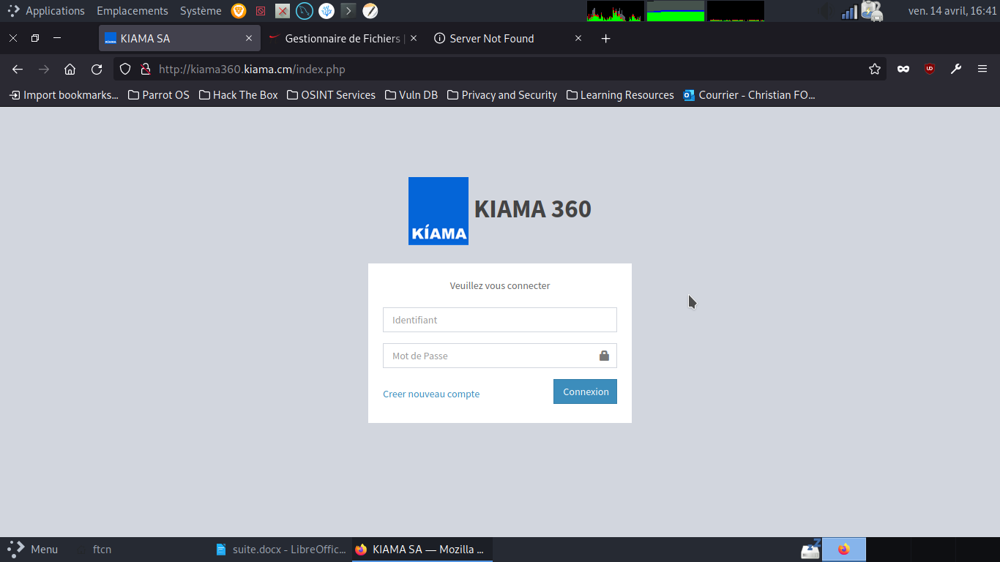 Applications Emplacements Système ven. 14 avril, 16:41
KIAMA SA Gestionnaire de Fichiers | Server Not Found
http://kiama360.kiama.cm/index.php
Import bookmarks... Parrot OS Hack The Box OSINT Services Vuln DB Privacy and Security Learning Resources Courrier - Christian FO...
KIAMA 360
KÍAMA
Veuillez vous connecter
Identifiant
Mot de Passe
Creer nouveau compte Connexion
Menu ftcn suite.docx - LibreOffic... KIAMA SA — Mozilla ...